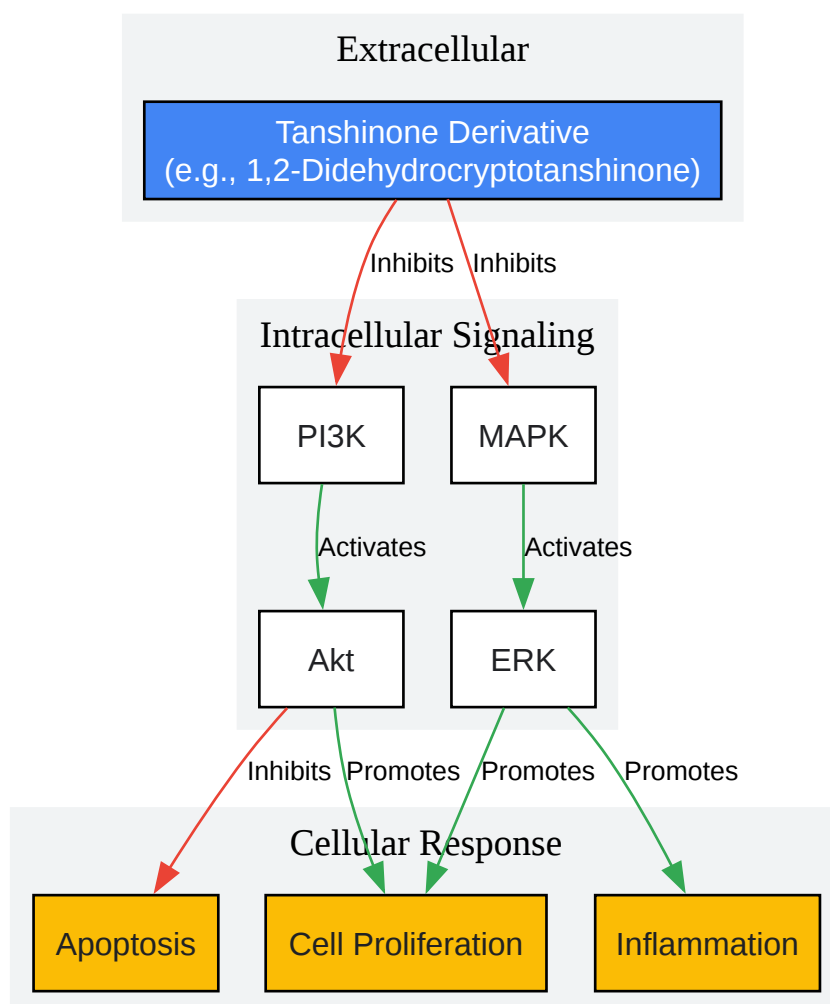 Extracellular
Tanshinone Derivative
(e.g., 1,2-Didehydrocryptotanshinone)
Inhibits Inhibits
Intracellular Signaling
PI3K MAPK
Activates Activates
Akt ERK
Inhibits Promotes Promotes Promotes
Cellular Response
Apoptosis Cell Proliferation Inflammation